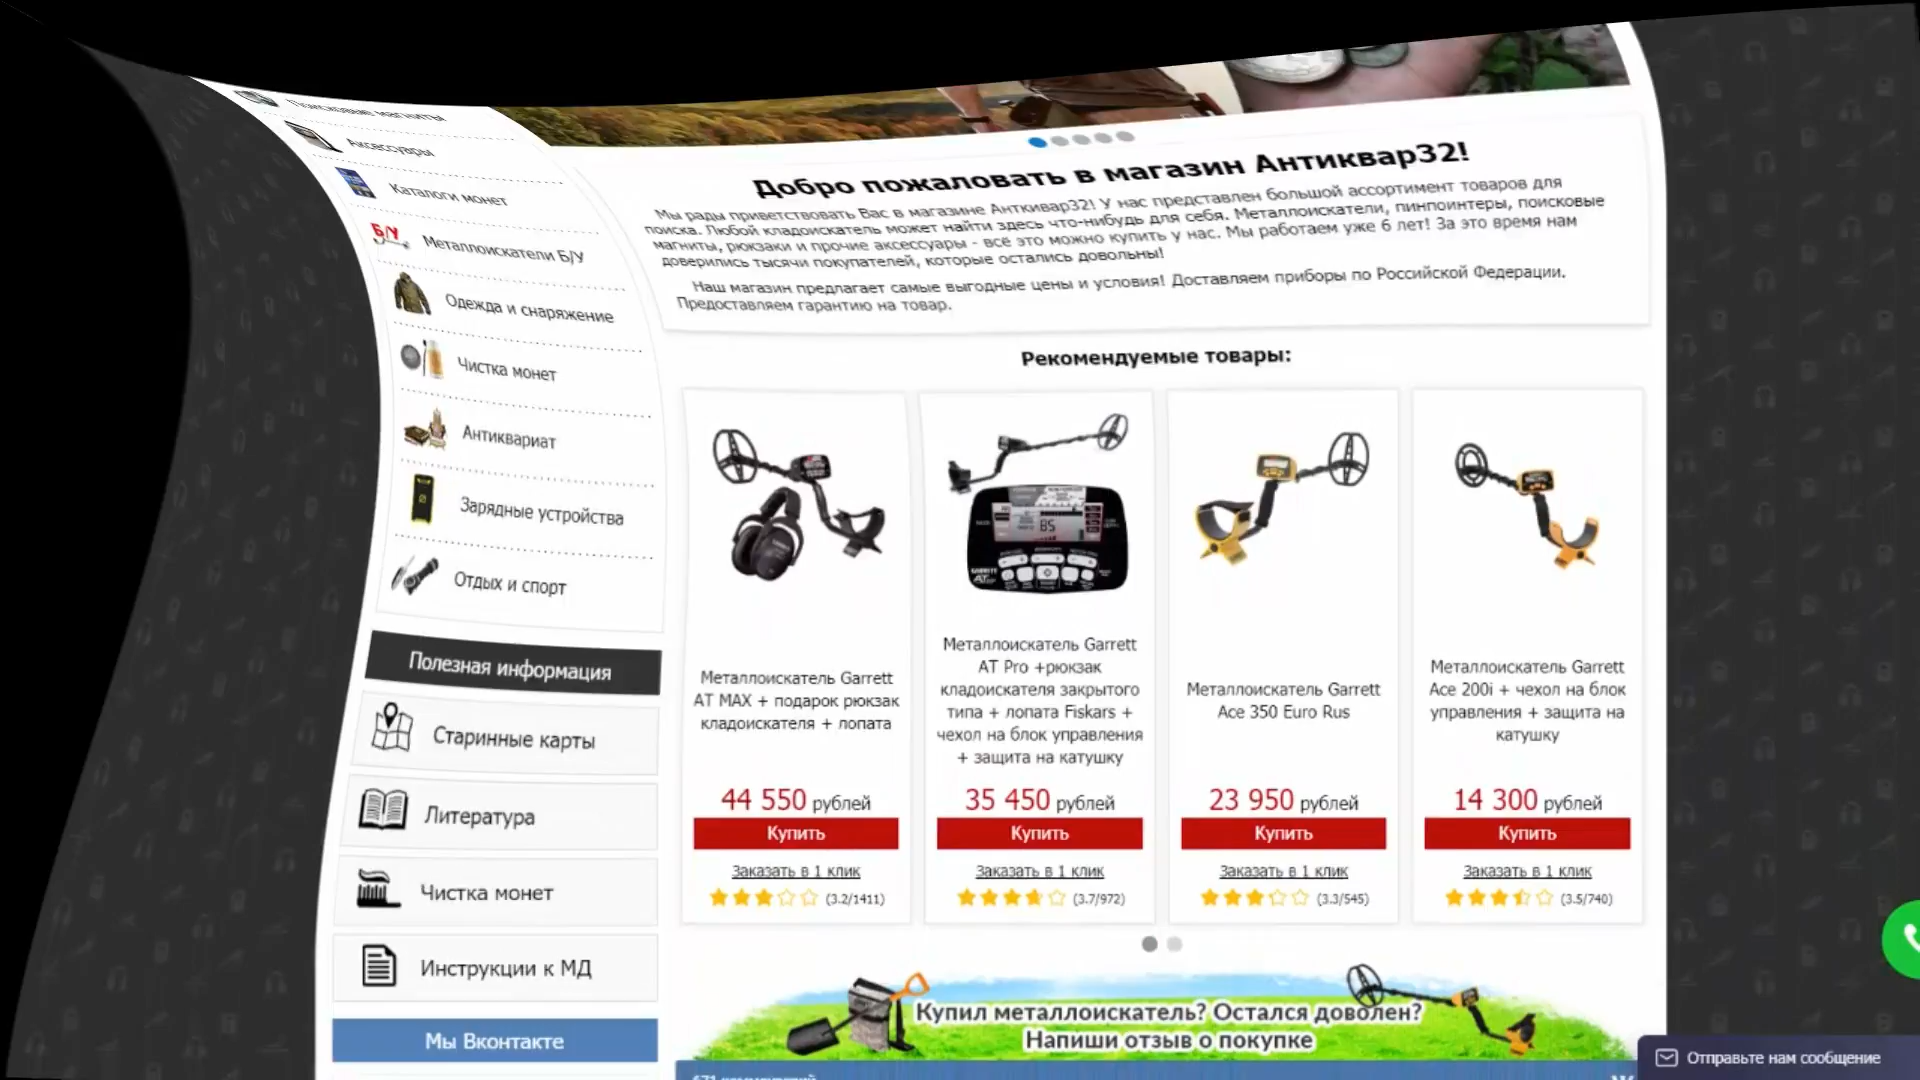 Поисковые магниты
Аксессуары
Каталоги монет
Б/У
Металлоискатели Б/У
Одежда и снаряжение
Чистка монет
Антиквариат
Зарядные устройства
Отдых и спорт
Полезная информация
Старинные карты
Литература
Чистка монет
Инструкции к МД
Мы Вконтакте
Добро пожаловать в магазин Антиквар32!
Мы рады приветствовать Вас в магазине Анткивар32! У нас представлен большой ассортимент товаров для
поиска. Любой кладоискатель может найти здесь что-нибудь для себя. Металлоискатели, пинпоинтеры, поисковые
магниты, рюкзаки и прочие аксессуары - всё это можно купить у нас. Мы работаем уже 6 лет! За это время нам
доверились тысячи покупателей, которые остались довольны!
Наш магазин предлагает самые выгодные цены и условия! Доставляем приборы по Российской Федерации.
Предоставляем гарантию на товар.
Рекомендуемые товары:
Металлоискатель Garrett
AT MAX + подарок рюкзак
кладоискателя + лопата
44 550 рублей
Купить
Заказать в 1 клик
(3.2/1411)
85
GARRETT
AT
Металлоискатель Garrett
AT Pro +рюкзак
кладоискателя закрытого
типа + лопата Fiskars +
чехол на блок управления
+ защита на катушку
35 450 рублей
Купить
Заказать в 1 клик
(3.7/972)
Металлоискатель Garrett
Ace 350 Euro Rus
23 950 рублей
Купить
Заказать в 1 клик
(3.3/545)
Металлоискатель Garrett
Ace 200i + чехол на блок
управления + защита на
катушку
14 300 рублей
Купить
Заказать в 1 клик
(3.5/740)
Купил металлоискатель? Остался доволен?
Напиши отзыв о покупке
Отправьте нам сообщение